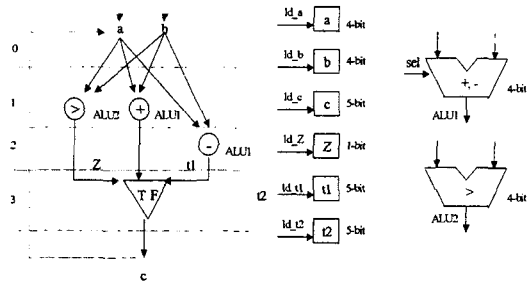 a b
0
1
2
3
> ALU2
+ ALU1
- ALU1
Z t1
T F
t2
c
ld_a a 4-bit
ld_b b 4-bit
ld_c c 5-bit
ld_Z Z 1-bit
ld_t1 t1 5-bit
ld_t2 t2 5-bit
sel +, - 4-bit
ALU1
> 4-bit
ALU2